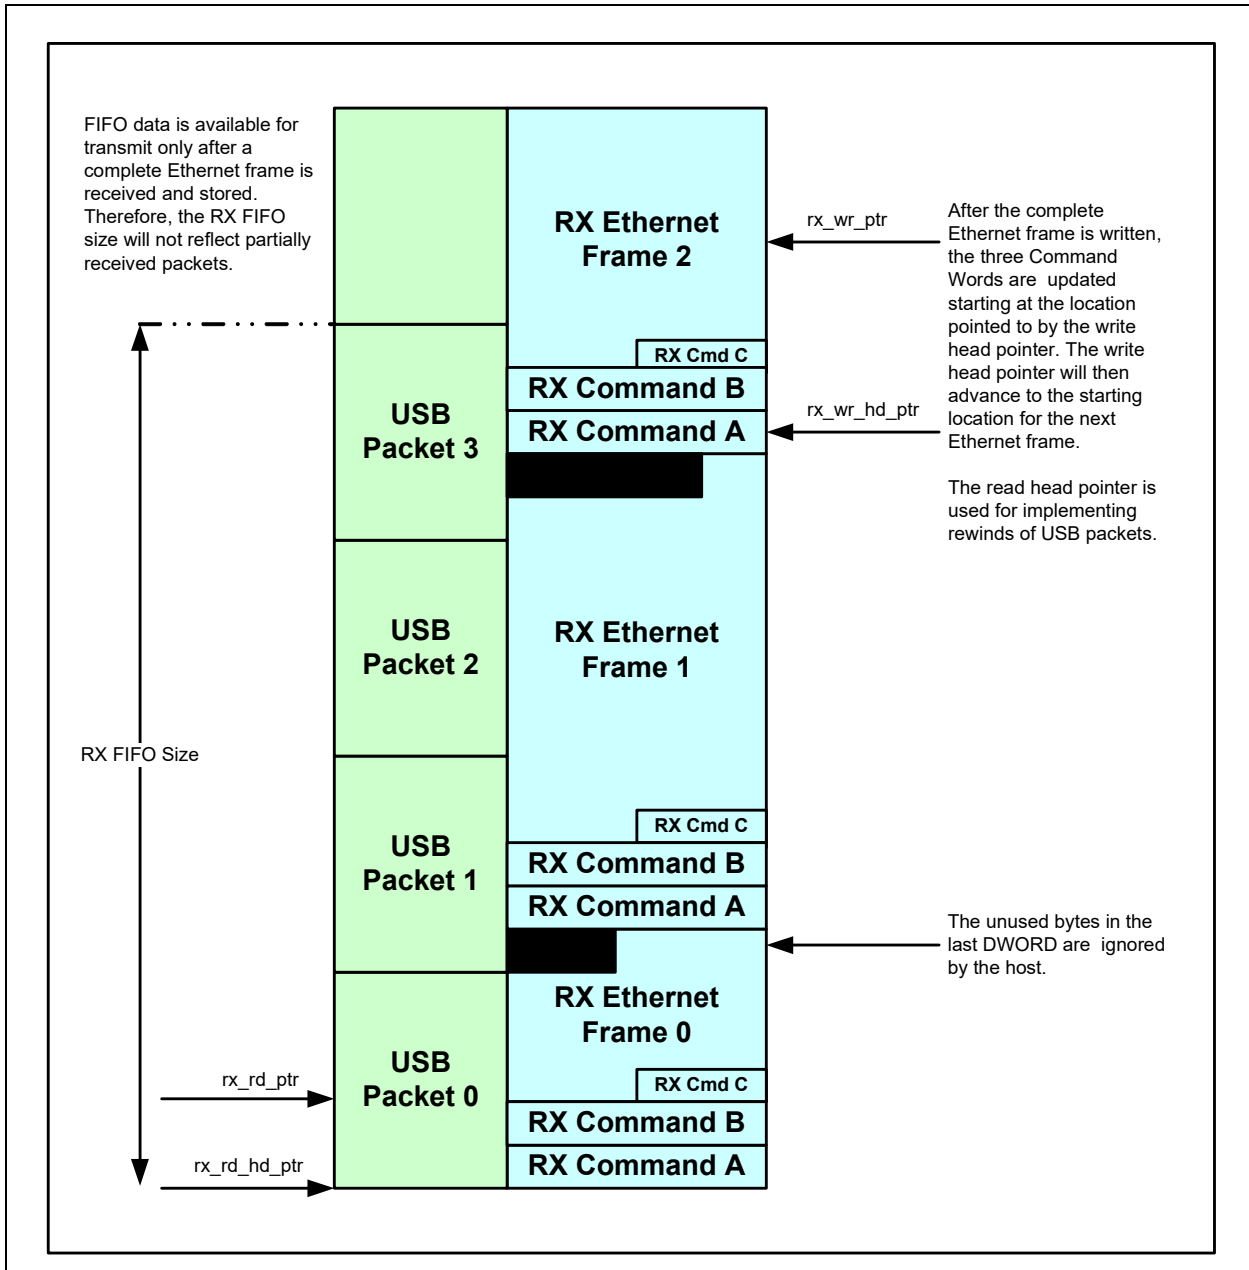 FIFO data is available for
transmit only after a
complete Ethernet frame is
received and stored.
Therefore, the RX FIFO
size will not reflect partially
received packets.
RX Ethernet
Frame 2
rx_wr_ptr
After the complete
Ethernet frame is written,
the three Command
Words are updated
starting at the location
pointed to by the write
head pointer. The write
head pointer will then
advance to the starting
location for the next
Ethernet frame.
The read head pointer is
used for implementing
rewinds of USB packets.
RX Cmd C
RX Command B
RX Command A
rx_wr_hd_ptr
USB
Packet 3
USB
Packet 2
RX Ethernet
Frame 1
RX FIFO Size
RX Cmd C
USB
Packet 1
RX Command B
RX Command A
The unused bytes in the
last DWORD are ignored
by the host.
RX Ethernet
Frame 0
USB
Packet 0
rx_rd_ptr
RX Cmd C
RX Command B
RX Command A
rx_rd_hd_ptr